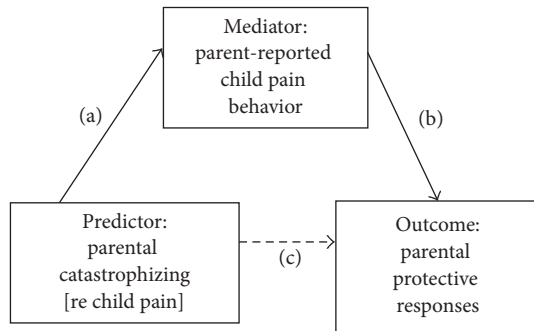 Mediator:
parent-reported
child pain
behavior
(a)
(b)
Predictor:
parental
catastrophizing
[re child pain]
(c)
Outcome:
parental
protective
responses